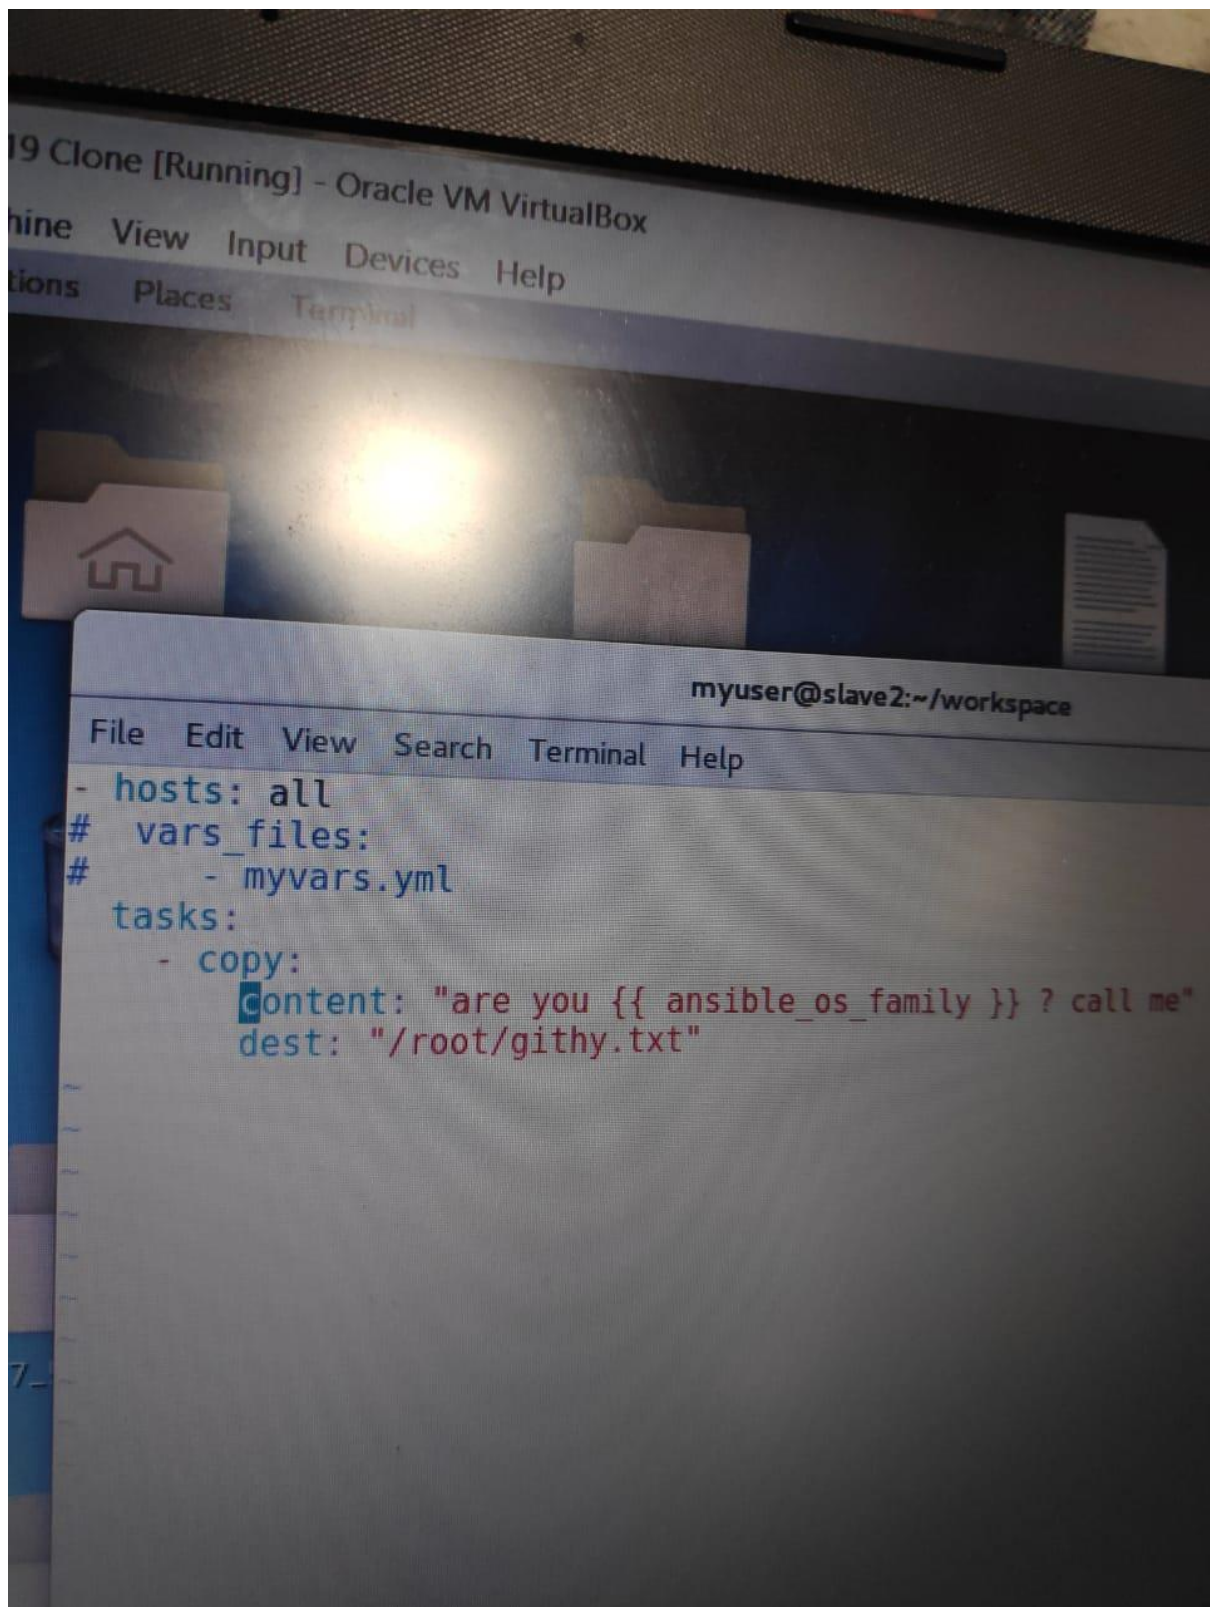 19 Clone [Running] - Oracle VM VirtualBox
hine View Input Devices Help
tions Places Terminal
myuser@slave2:~/workspace
File Edit View Search Terminal Help
- hosts: all
#  vars_files:
#     - myvars.yml
  tasks:
    - copy:
        content: "are you {{ ansible_os_family }} ? call me"
        dest: "/root/githy.txt"
~
~
~
~
~
~
~
~
~
7_